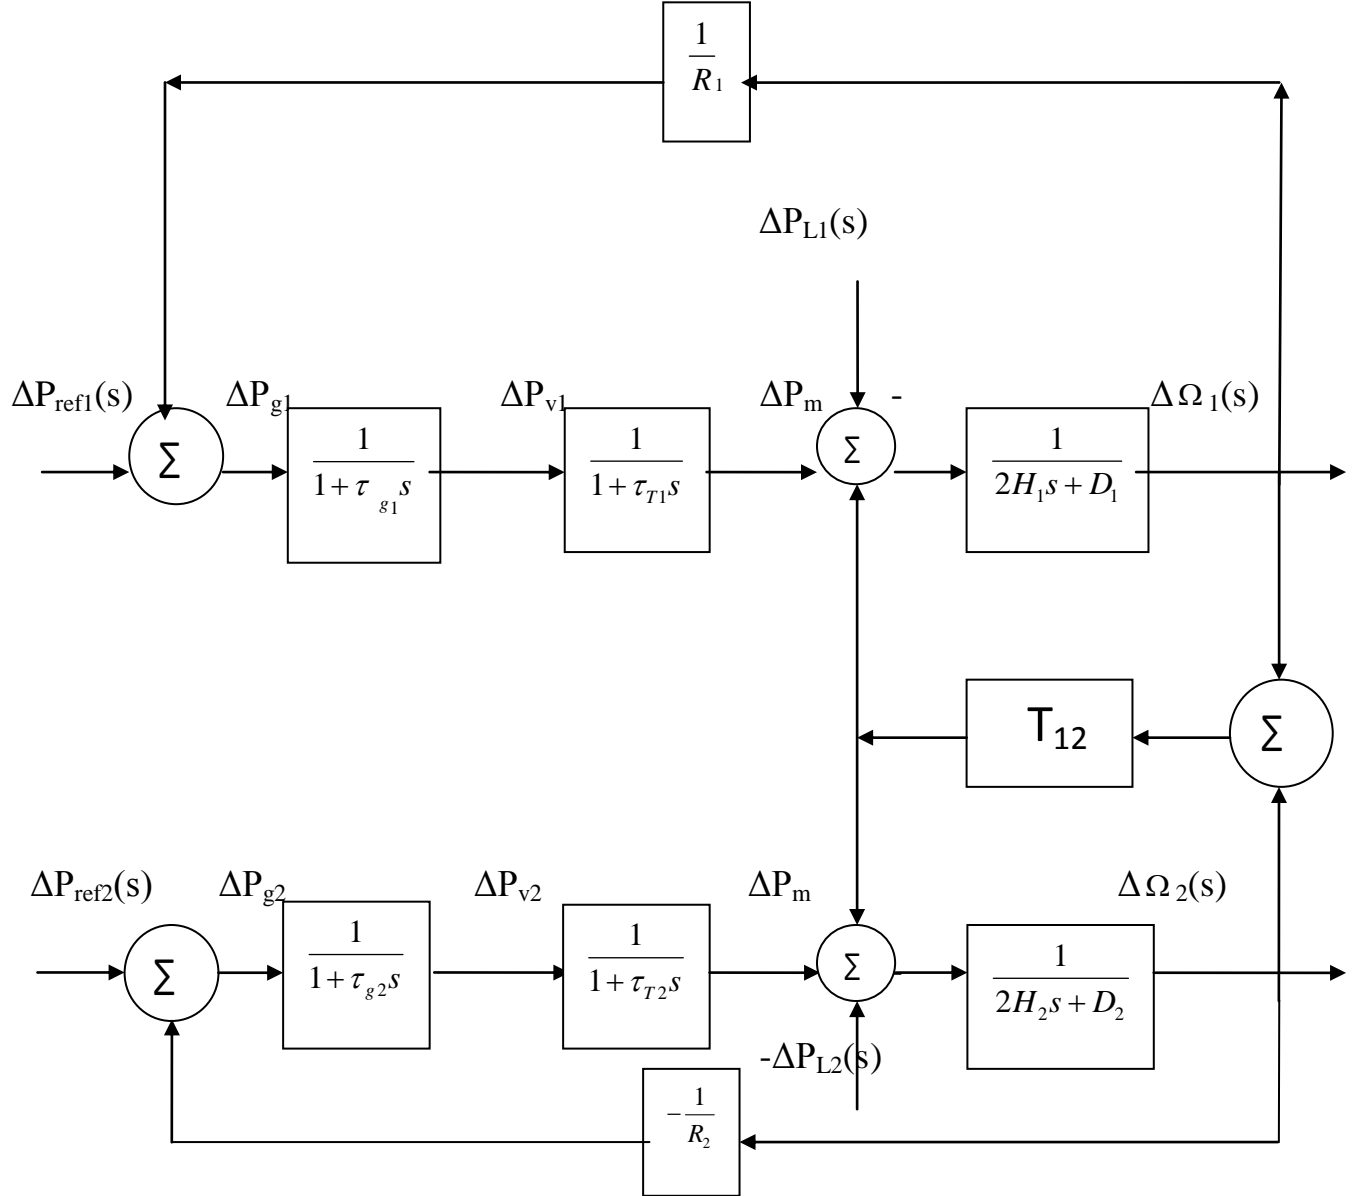 1
R1
ΔPL1(s)
ΔPref1(s) ΔPg1 ΔPv1 ΔPm - ΔΩ1(s)
Σ 1 1 Σ 1
1+τg1s 1+τT1s 2H1s+D1
T12 Σ
ΔPref2(s) ΔPg2 ΔPv2 ΔPm ΔΩ2(s)
Σ 1 1 Σ 1
1+τg2s 1+τT2s 2H2s+D2
-ΔPL2(s)
−1
R2